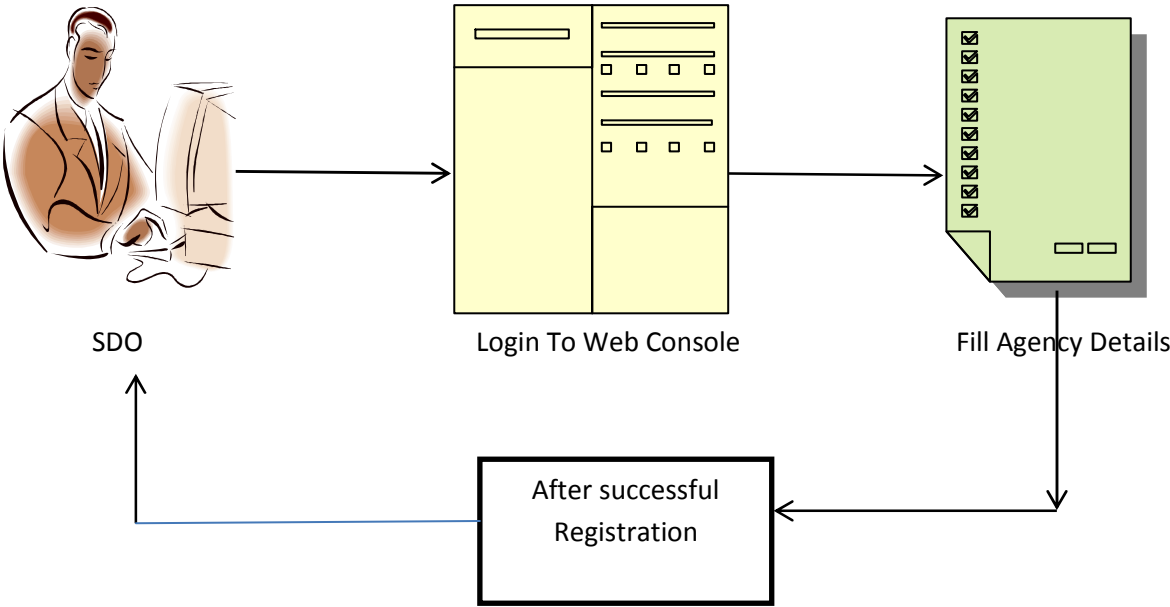 SDO
Login To Web Console
Fill Agency Details
After successful
Registration